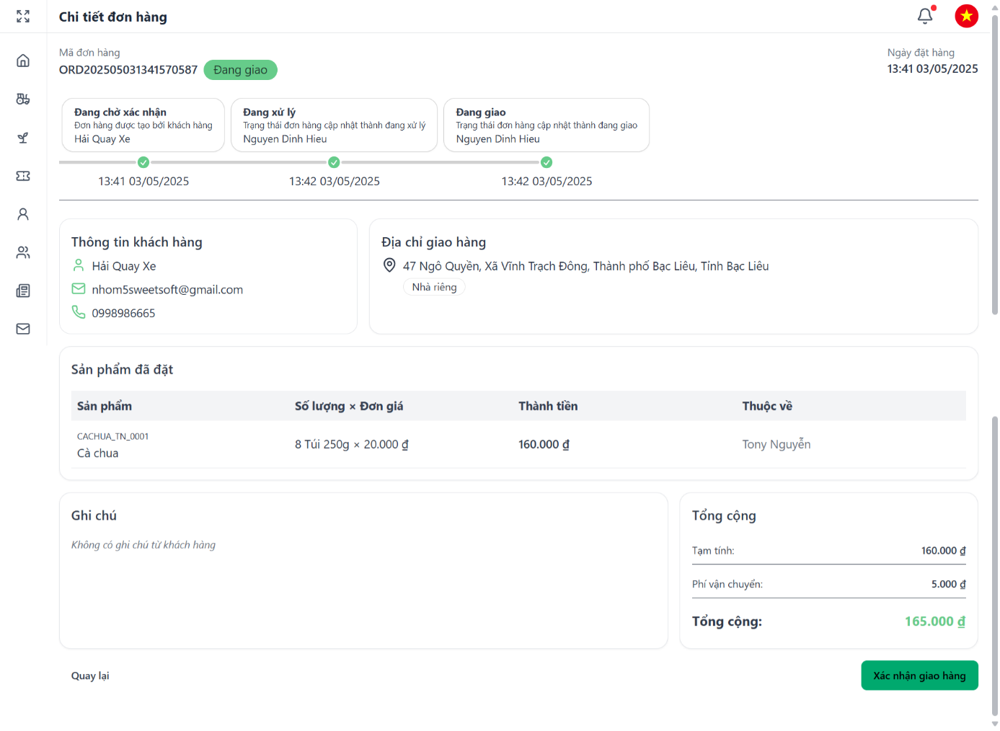 Chi tiết đơn hàng
Mã đơn hàng
ORD202505031341570587
Đang giao
Ngày đặt hàng
13:41 03/05/2025
Đang chờ xác nhận
Đơn hàng được tạo bởi khách hàng
Hải Quay Xe
13:41 03/05/2025
Đang xử lý
Trạng thái đơn hàng cập nhật thành đang xử lý
Nguyen Dinh Hieu
13:42 03/05/2025
Đang giao
Trạng thái đơn hàng cập nhật thành đang giao
Nguyen Dinh Hieu
13:42 03/05/2025
Thông tin khách hàng
Hải Quay Xe
nhom5sweetsoft@gmail.com
0998986665
Địa chỉ giao hàng
47 Ngô Quyền, Xã Vĩnh Trạch Đông, Thành phố Bạc Liêu, Tỉnh Bạc Liêu
Nhà riêng
Sản phẩm đã đặt
Sản phẩm Số lượng × Đơn giá Thành tiền Thuộc về
CACHUA_TN_0001
Cà chua
8 Túi 250g × 20.000 ₫ 160.000 ₫ Tony Nguyễn
Ghi chú
Không có ghi chú từ khách hàng
Tổng cộng
Tạm tính: 160.000 ₫
Phí vận chuyển: 5.000 ₫
Tổng cộng: 165.000 ₫
Quay lại
Xác nhận giao hàng